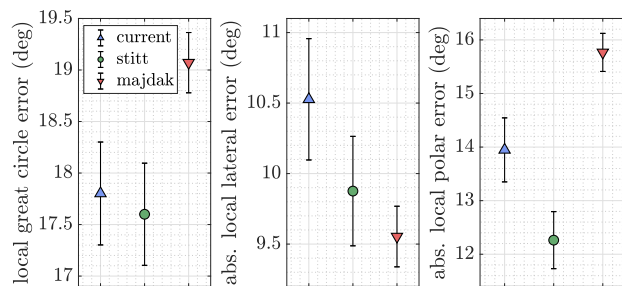 local great circle error (deg)
19.5
19
18.5
18
17.5
17
current
stitt
majdak
abs. local lateral error (deg)
11
10.5
10
9.5
abs. local polar error (deg)
16
15
14
13
12